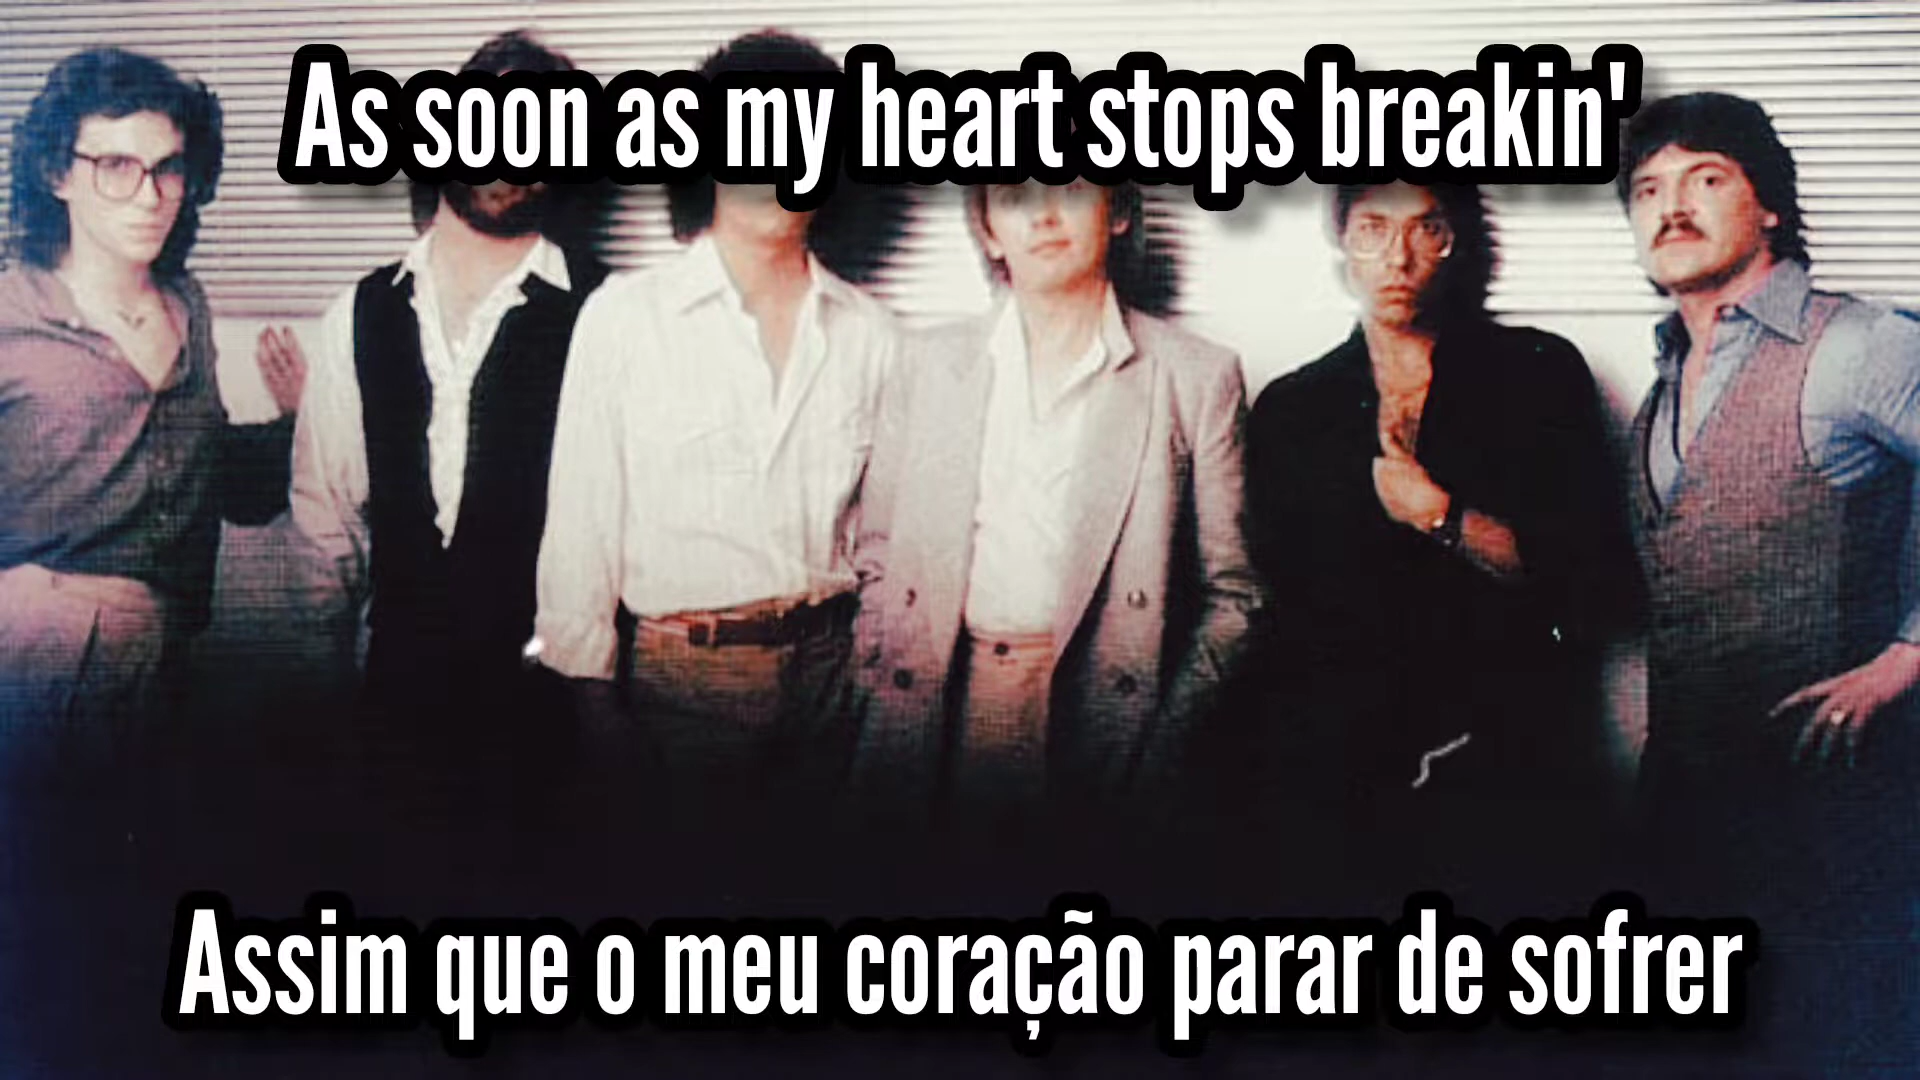 As soon as my heart stops breakin'
Assim que o meu coração parar de sofrer